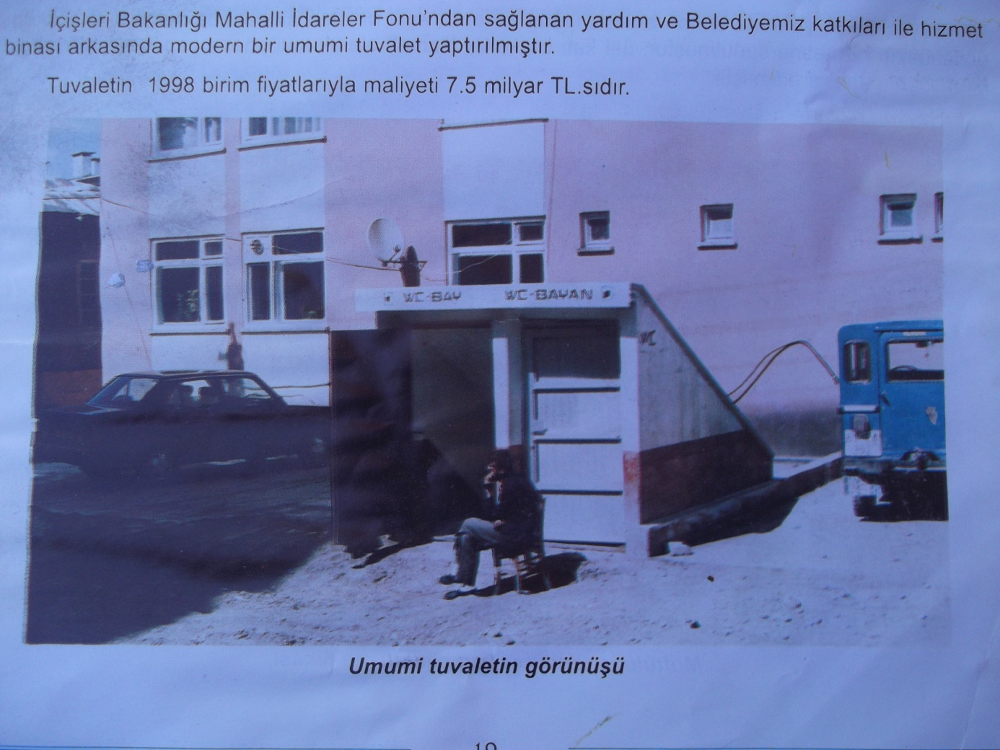 İçişleri Bakanlığı Mahalli İdareler Fonu'ndan sağlanan yardım ve Belediyemiz katkıları ile hizmet
binası arkasında modern bir umumi tuvalet yaptırılmıştır.
Tuvaletin 1998 birim fiyatlarıyla maliyeti 7.5 milyar TL.sıdır.
WC-BAY WC-BAYAN
WC
Umumi tuvaletin görünüşü